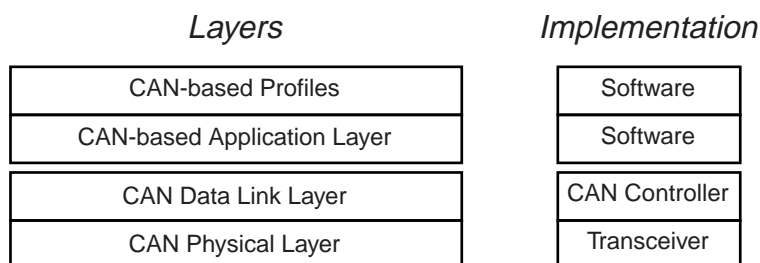 Layers Implementation
CAN-based Profiles Software
CAN-based Application Layer Software
CAN Data Link Layer CAN Controller
CAN Physical Layer Transceiver